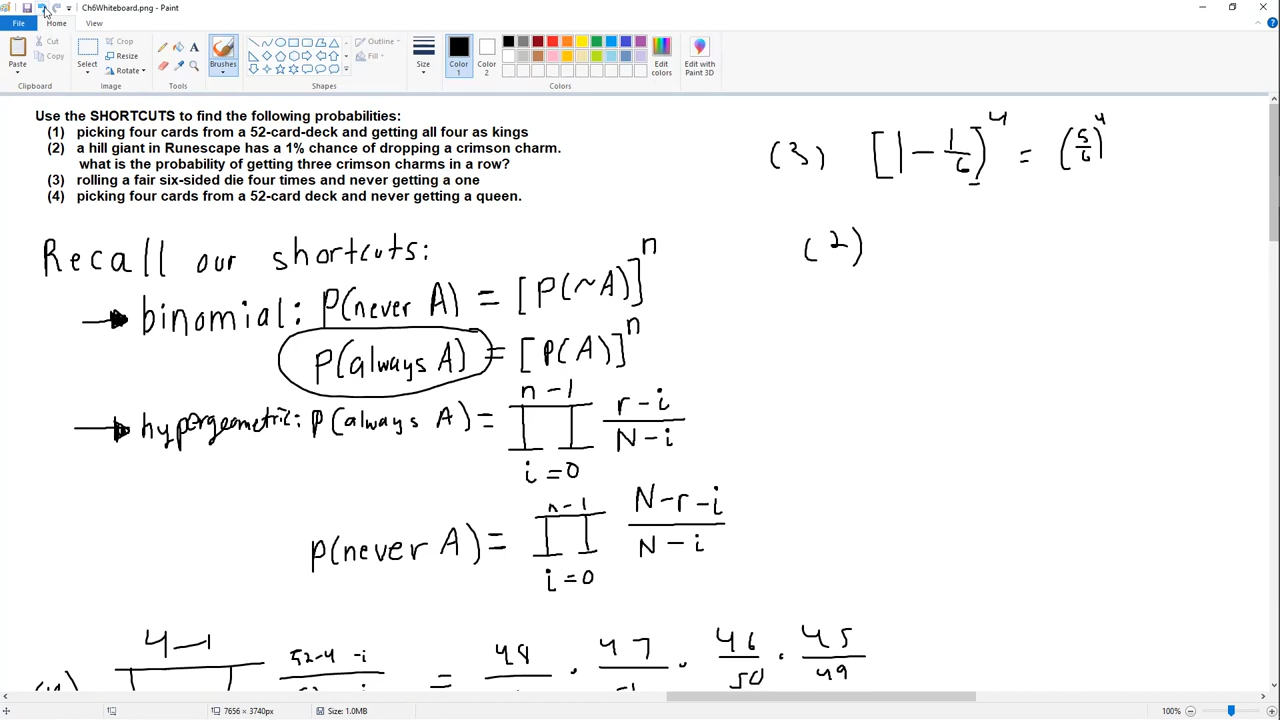 Ch6Whiteboard.png - Paint
File Home View
Paste Cut Copy Clipboard
Select Crop Resize Rotate Image
Tools
Brushes
Shapes Outline Fill
Size
Color 1 Color 2 Colors
Edit colors
Edit with Paint 3D
Use the SHORTCUTS to find the following probabilities:
(1) picking four cards from a 52-card-deck and getting all four as kings
(2) a hill giant in Runescape has a 1% chance of dropping a crimson charm.
what is the probability of getting three crimson charms in a row?
(3) rolling a fair six-sided die four times and never getting a one
(4) picking four cards from a 52-card deck and never getting a queen.
(3) [1 - 1/6)^4 = (5/6)^4
(2)
Recall our shortcuts:
→ binomial: P(never A) = [P(~A)]^n
P(always A) = [P(A)]^n
→ hypergeometric: P(always A) = ∏_{i=0}^{n-1} (r-i)/(N-i)
P(never A) = ∏_{i=0}^{n-1} (N-r-i)/(N-i)
4-1
52-4-i = 48 · 47 · 46/50 · 45/49
7656 × 3740px Size: 1.0MB 100%